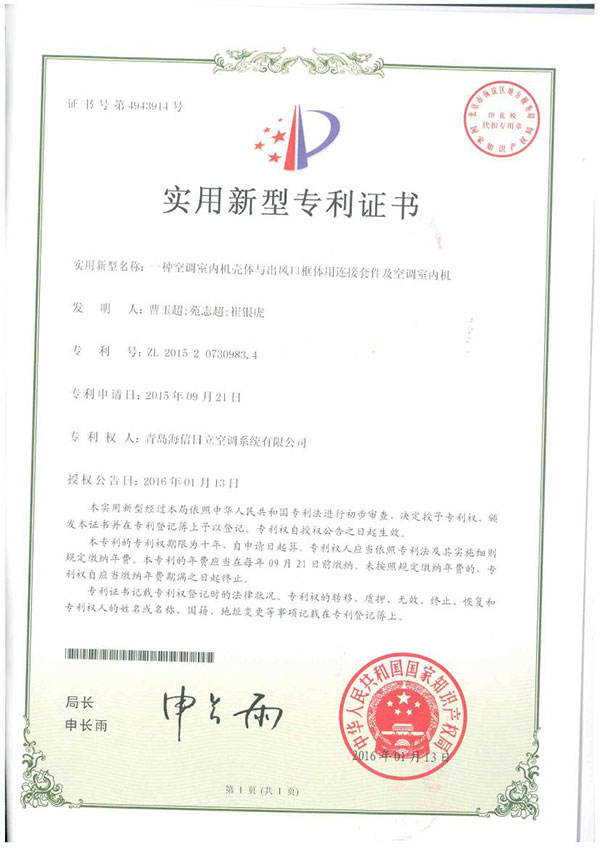 证书号第4943914号
北京市海淀区地方税务局
印花税
代扣专用章
国家知识产权局
实用新型专利证书
实用新型名称：一种空调室内机壳体与出风口框体用连接套件及空调室内机
发明人：曹玉超;苑志超;崔银虎
专利号：ZL 2015 2 0730983.4
专利申请日：2015年09月21日
专利权人：青岛海信日立空调系统有限公司
授权公告日：2016年01月13日
本实用新型经过本局依照中华人民共和国专利法进行初步审查，决定授予专利权，颁
发本证书并在专利登记簿上予以登记。专利权自授权公告之日起生效。
本专利的专利权期限为十年，自申请日起算。专利权人应当依照专利法及其实施细则
规定缴纳年费。本专利的年费应当在每年09月21日前缴纳。未按照规定缴纳年费的，专
利权自应当缴纳年费期满之日起终止。
专利证书记载专利权登记时的法律状况。专利权的转移、质押、无效、终止、恢复和
专利权人的姓名或名称、国籍、地址变更等事项记载在专利登记簿上。
局长
申长雨
申长雨
中华人民共和国国家知识产权局
2016年01月13日
第1页(共1页)